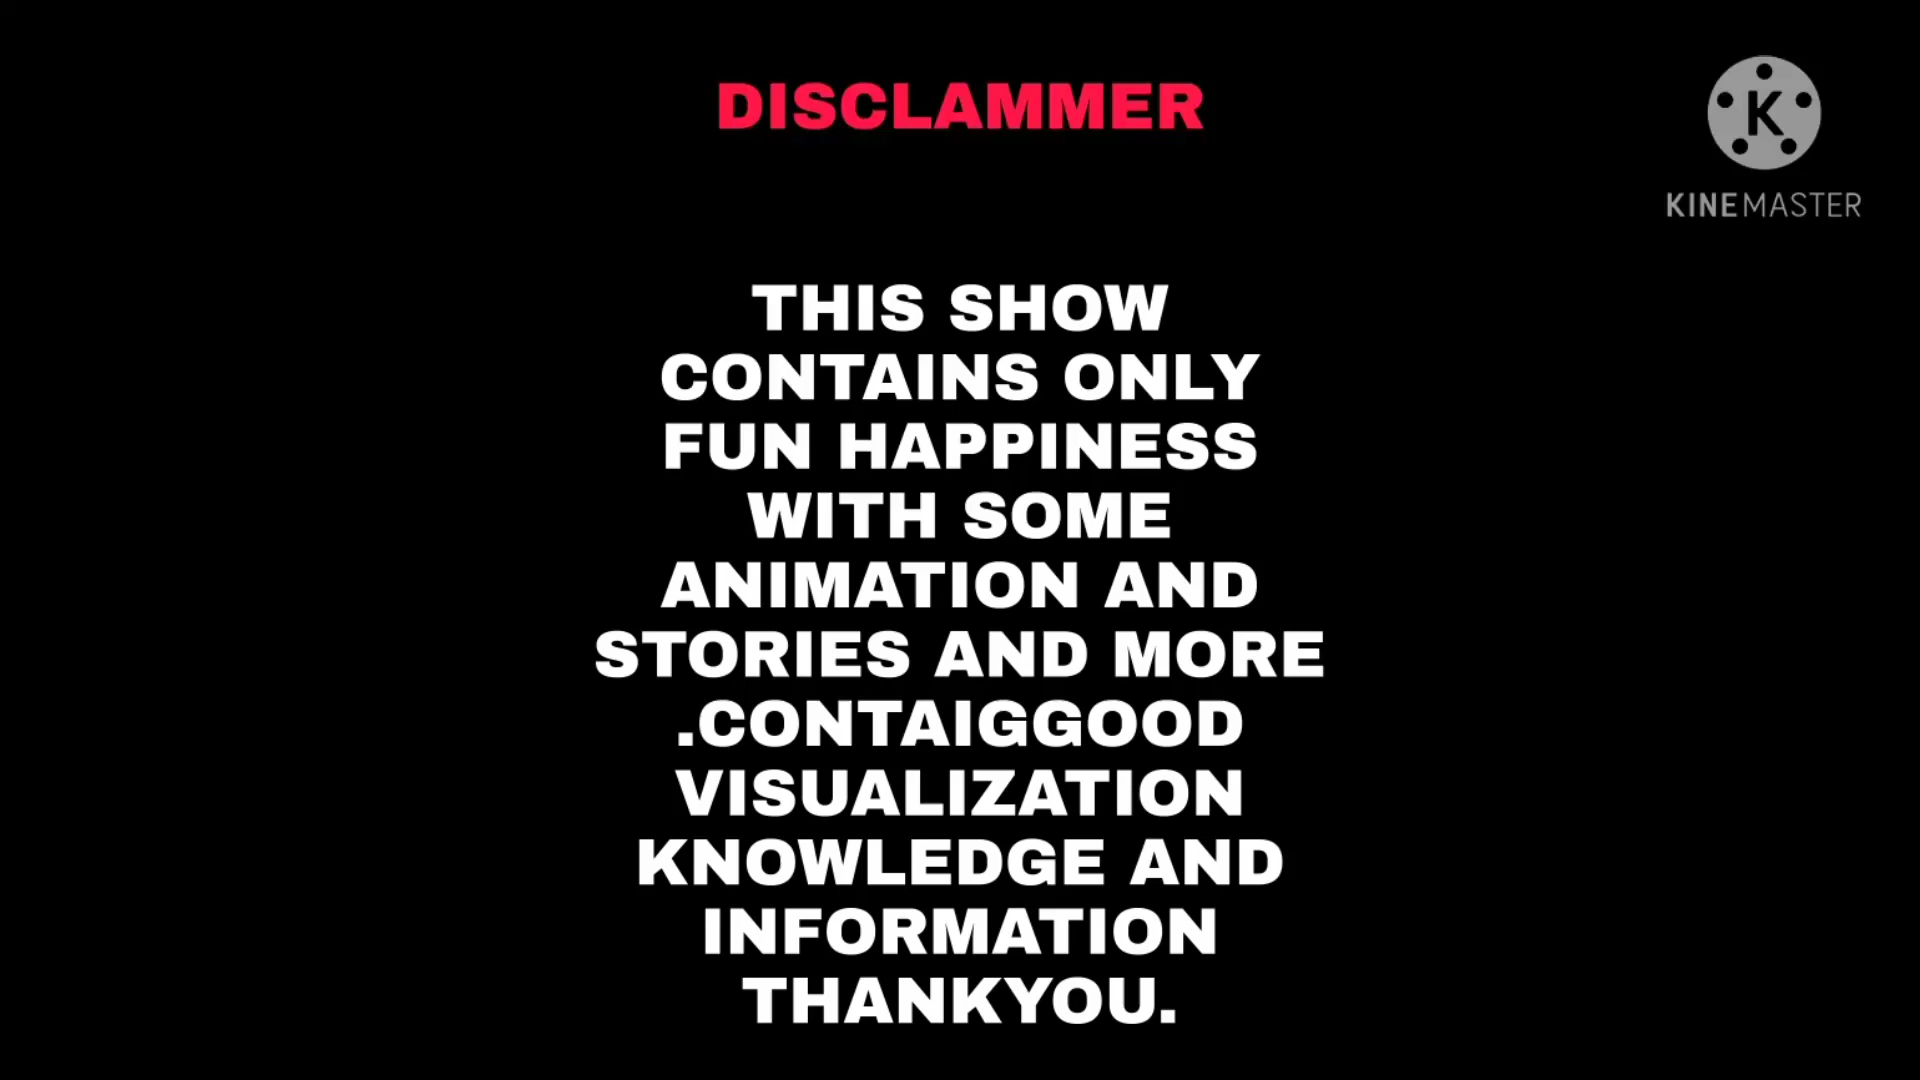 DISCLAMMER
K
KINEMASTER
THIS SHOW
CONTAINS ONLY
FUN HAPPINESS
WITH SOME
ANIMATION AND
STORIES AND MORE
.CONTAIGGOOD
VISUALIZATION
KNOWLEDGE AND
INFORMATION
THANKYOU.